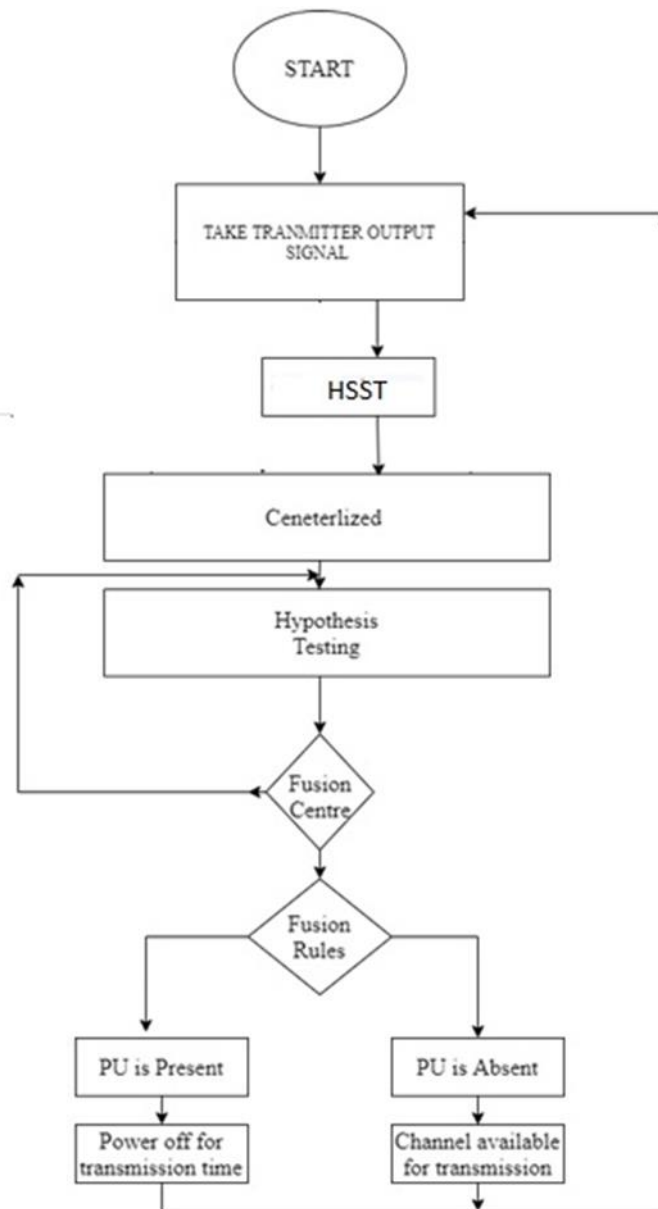 START
TAKE TRANMITTER OUTPUT
SIGNAL
HSST
Ceneterlized
Hypothesis
Testing
Fusion
Centre
Fusion
Rules
PU is Present
PU is Absent
Power off for
transmission time
Channel available
for transmission